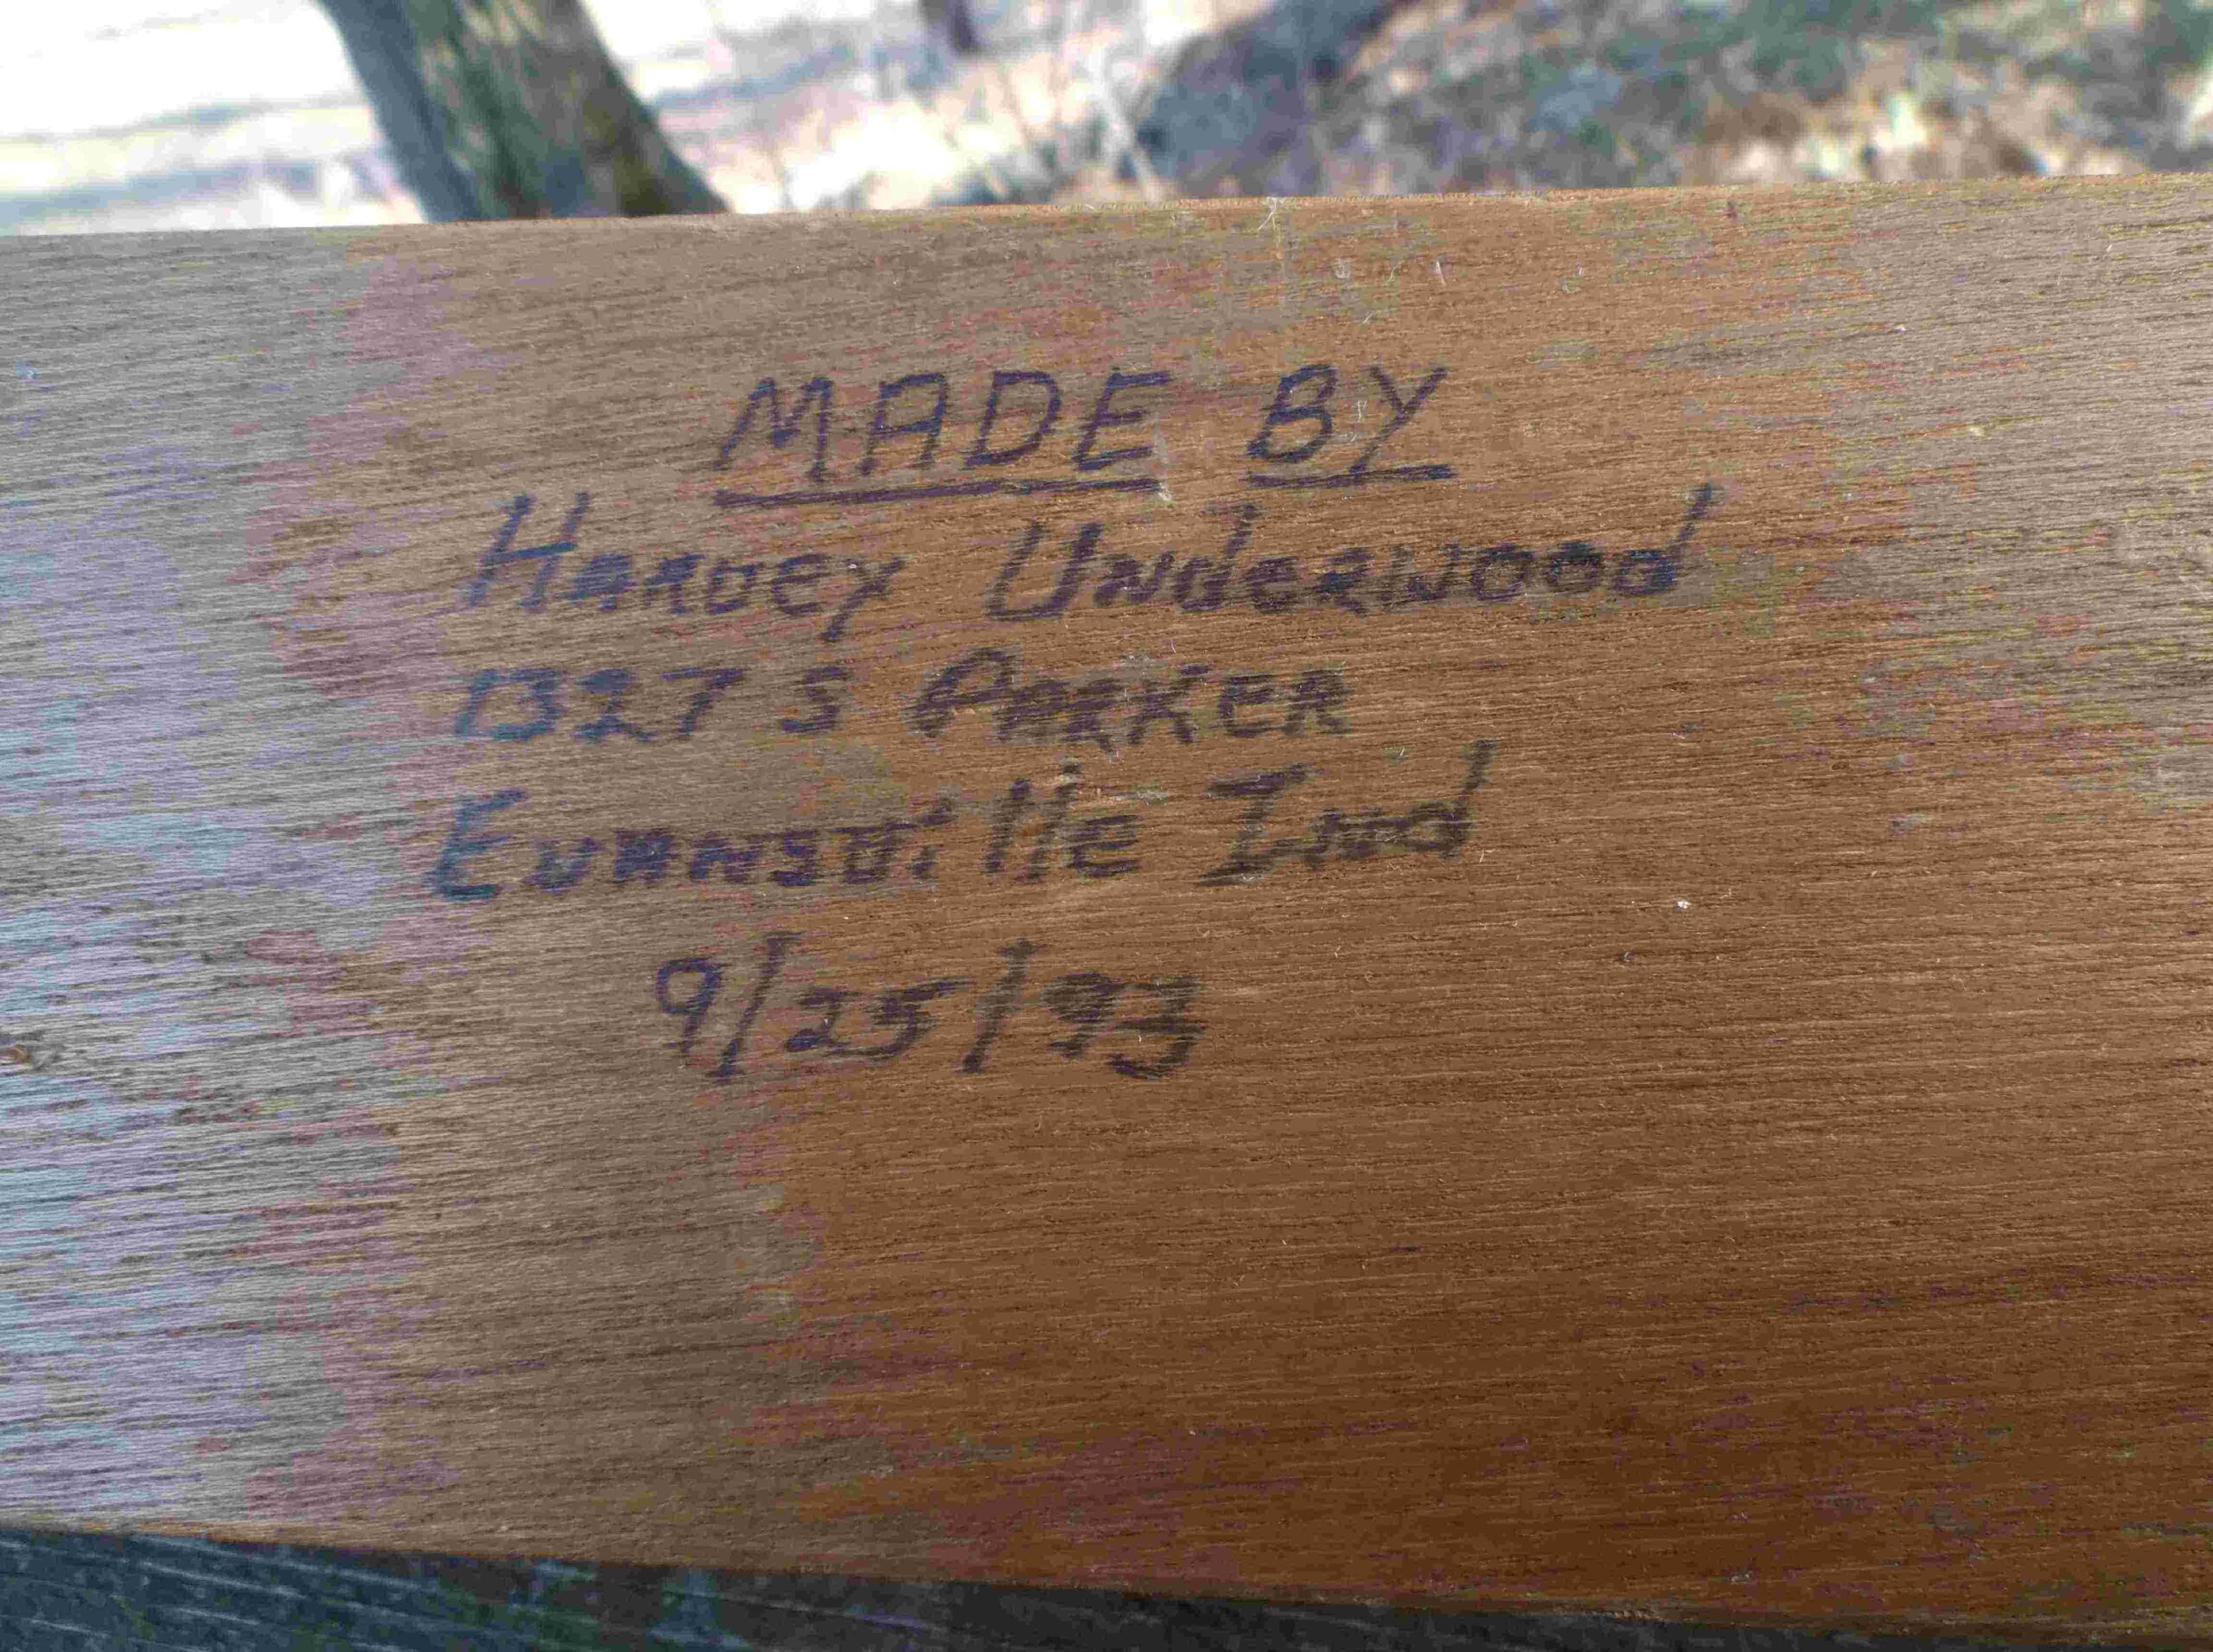 MADE BY
Harvey Underwood
1327 S PARKER
Evansville Ind
9/25/93